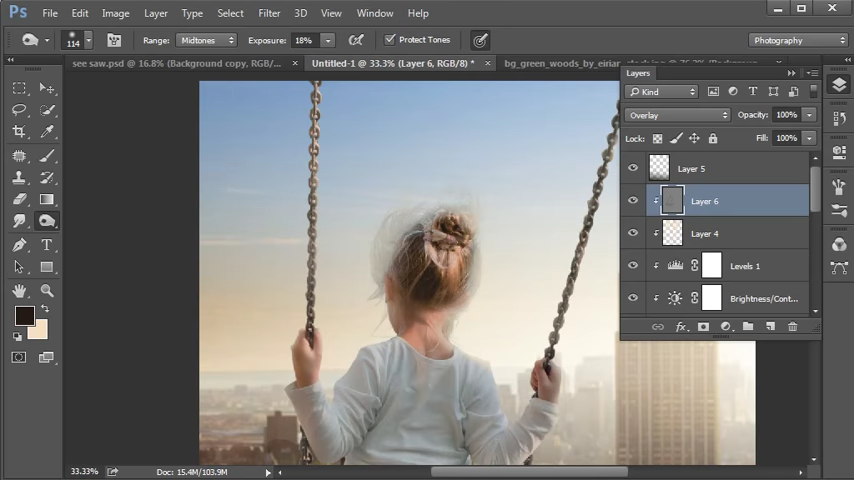 Ps File Edit Image Layer Type Select Filter 3D View Window Help
114 Range: Midtones Exposure: 18% Protect Tones Photography
see saw.psd @ 16.8% (Background copy, RGB/... × Untitled-1 @ 33.3% (Layer 6, RGB/8) * ×
Layers
Kind
Overlay Opacity: 100%
Lock: Fill: 100%
Layer 5
Layer 6
Layer 4
Levels 1
Brightness/Cont...
fx
33.33% Doc: 15.4M/103.9M